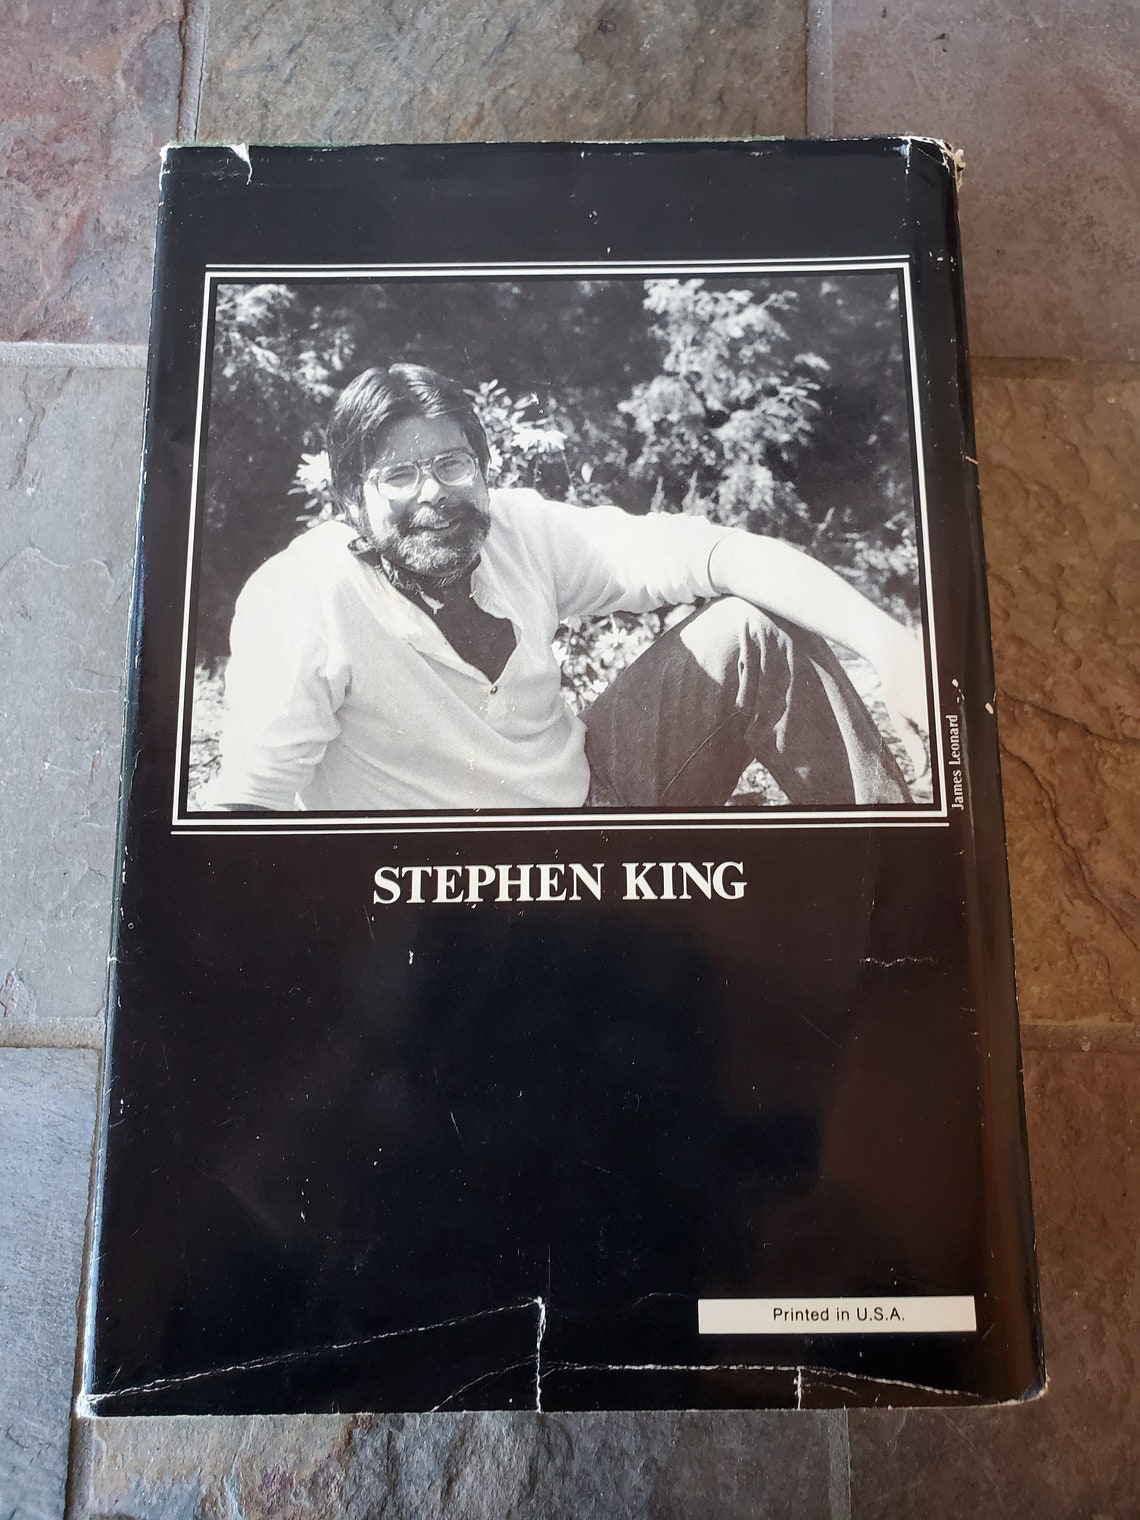 James Leonard
STEPHEN KING
Printed in U.S.A.